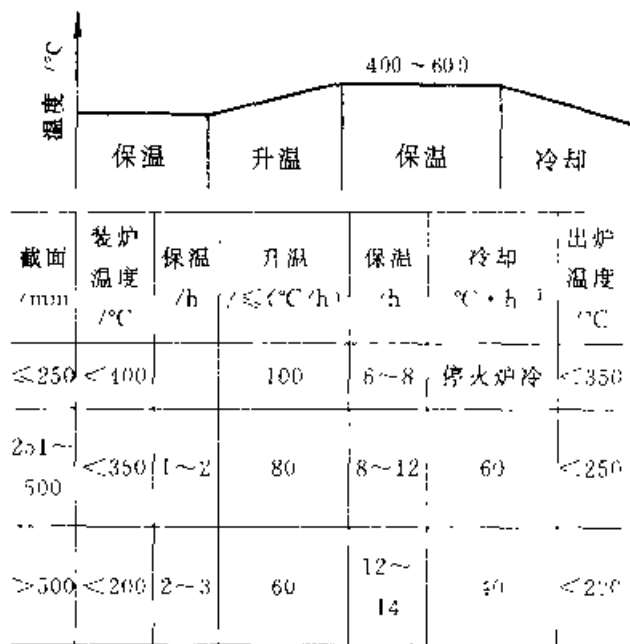 温度 /°C
400～600
保温 升温 保温 冷却
截面 /mm 装炉温度 /°C 保温 /h 升温 /≤(°C/h) 保温 /h 冷却 °C·h⁻¹ 出炉温度 /°C
≤250 <400 100 6～8 停火炉冷 <350
251～500 <350 1～2 80 8～12 60 <250
>500 <200 2～3 60 12～14 40